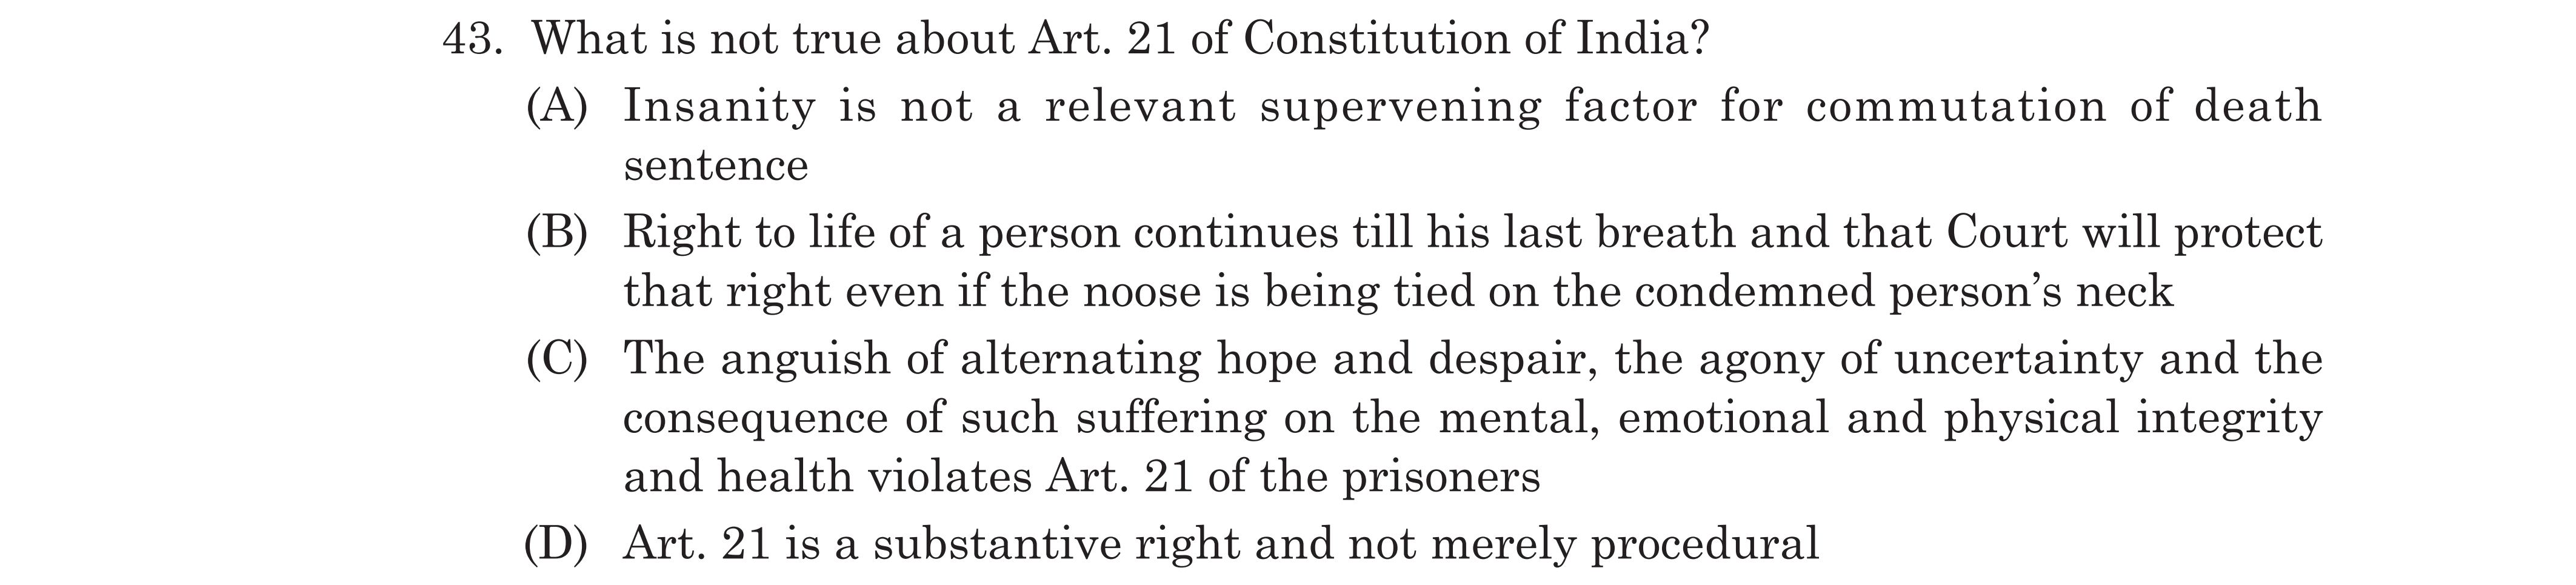 43. What is not true about Art. 21 of Constitution of India?
(A) Insanity is not a relevant supervening factor for commutation of death
sentence
(B) Right to life of a person continues till his last breath and that Court will protect
that right even if the noose is being tied on the condemned person’s neck
(C) The anguish of alternating hope and despair, the agony of uncertainty and the
consequence of such suffering on the mental, emotional and physical integrity
and health violates Art. 21 of the prisoners
(D) Art. 21 is a substantive right and not merely procedural